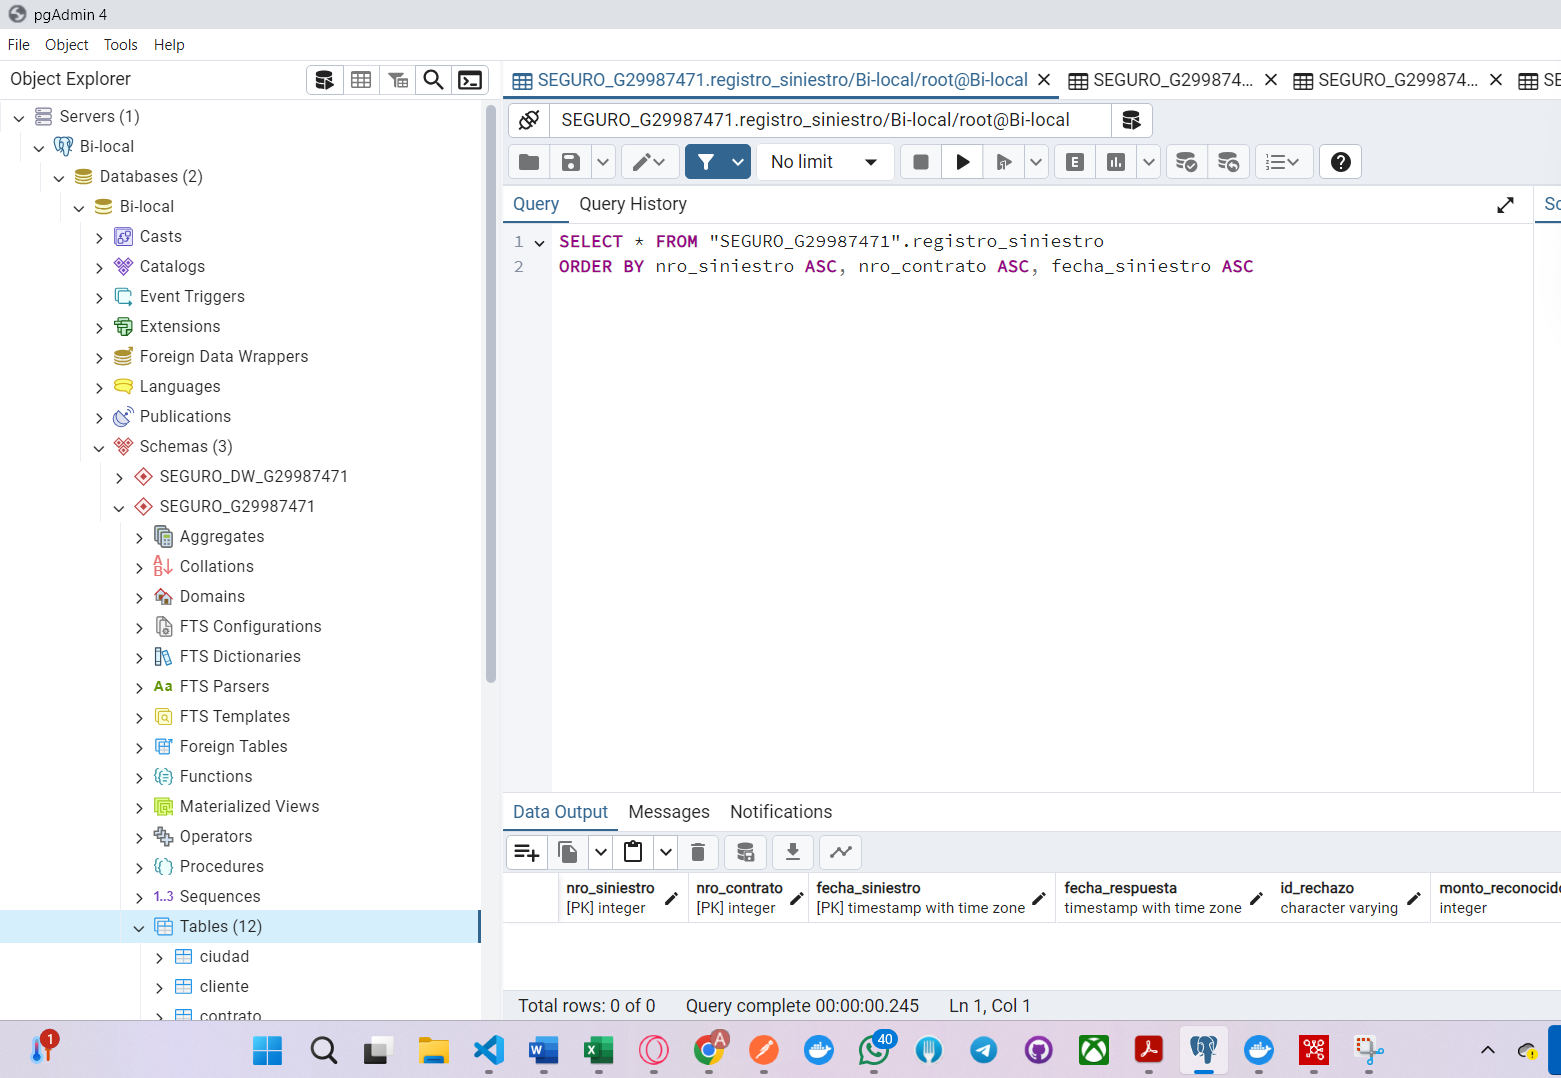 pgAdmin 4
File Object Tools Help
Object Explorer
Servers (1)
Bi-local
Databases (2)
Bi-local
Casts
Catalogs
Event Triggers
Extensions
Foreign Data Wrappers
Languages
Publications
Schemas (3)
SEGURO_DW_G29987471
SEGURO_G29987471
Aggregates
Collations
Domains
FTS Configurations
FTS Dictionaries
Aa FTS Parsers
FTS Templates
Foreign Tables
Functions
Materialized Views
Operators
Procedures
1..3 Sequences
Tables (12)
ciudad
cliente
contrato
SEGURO_G29987471.registro_siniestro/Bi-local/root@Bi-local SEGURO_G299874... SEGURO_G299874... SE
SEGURO_G29987471.registro_siniestro/Bi-local/root@Bi-local
No limit E
Query Query History Sc
1 SELECT * FROM "SEGURO_G29987471".registro_siniestro
2 ORDER BY nro_siniestro ASC, nro_contrato ASC, fecha_siniestro ASC
Data Output Messages Notifications
nro_siniestro nro_contrato fecha_siniestro fecha_respuesta id_rechazo monto_reconocido
[PK] integer [PK] integer [PK] timestamp with time zone timestamp with time zone character varying integer
Total rows: 0 of 0 Query complete 00:00:00.245 Ln 1, Col 1
1 W X A 40